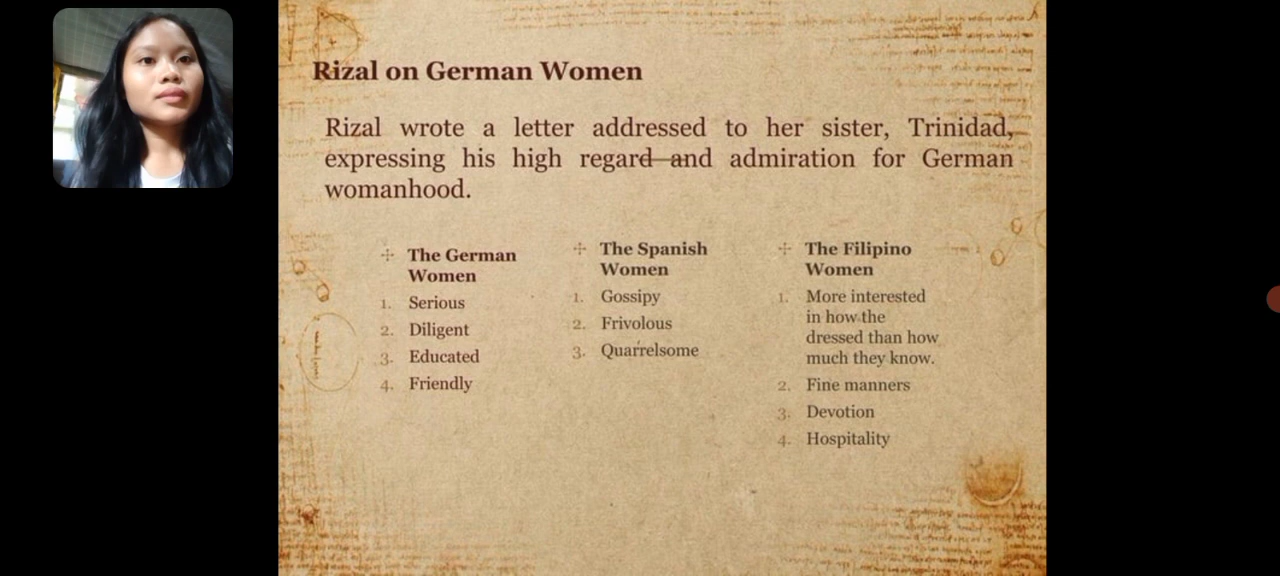 Rizal on German Women
Rizal wrote a letter addressed to her sister, Trinidad,
expressing his high regard and admiration for German
womanhood.
The German
Women
1. Serious
2. Diligent
3. Educated
4. Friendly
The Spanish
Women
1. Gossipy
2. Frivolous
3. Quarrelsome
The Filipino
Women
1. More interested
in how the
dressed than how
much they know.
2. Fine manners
3. Devotion
4. Hospitality